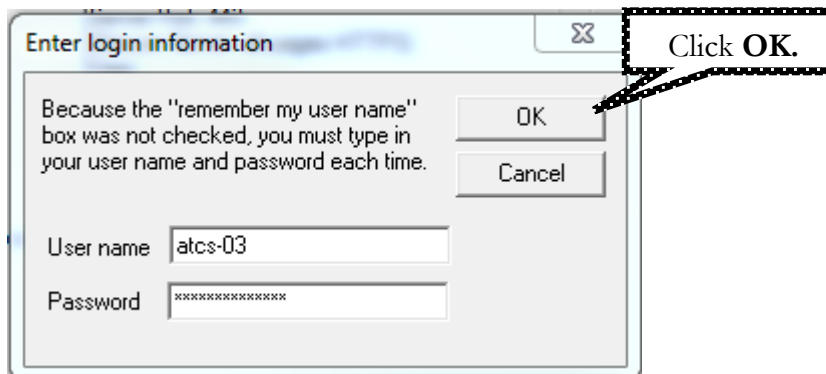 Enter login information
Click OK.
Because the "remember my user name"
box was not checked, you must type in
your user name and password each time.
OK
Cancel
User name atcs-03
Password **************